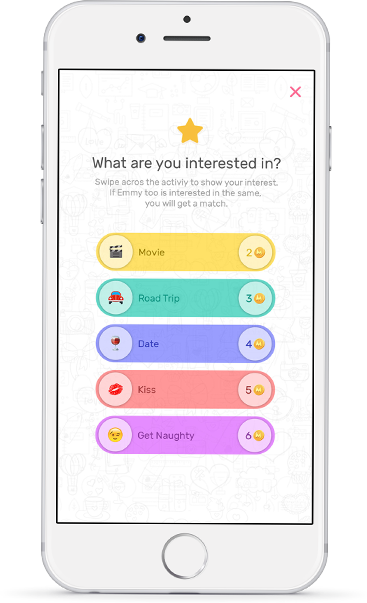 What are you interested in?
Swipe acros the activiy to show your interest.
If Emmy too is interested in the same,
you will get a match.
Movie 2
Road Trip 3
Date 4
Kiss 5
Get Naughty 6